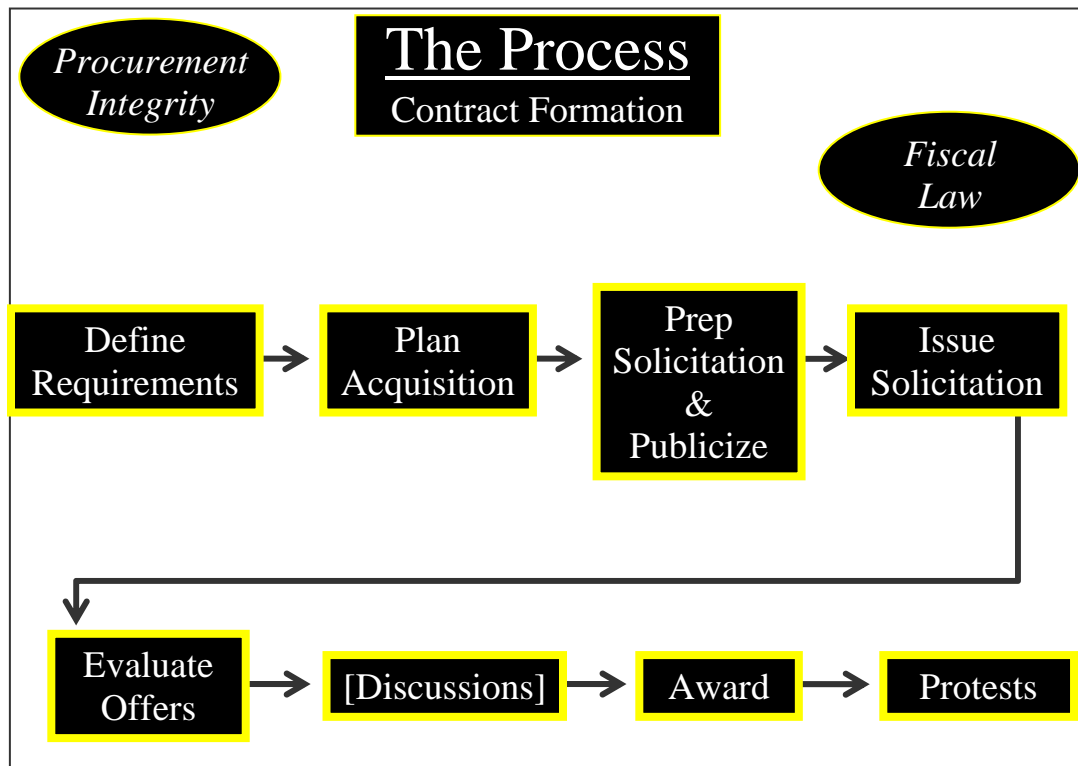 Procurement
Integrity
The Process
Contract Formation
Fiscal
Law
Define
Requirements
Plan
Acquisition
Prep
Solicitation
&
Publicize
Issue
Solicitation
Evaluate
Offers
[Discussions]
Award
Protests